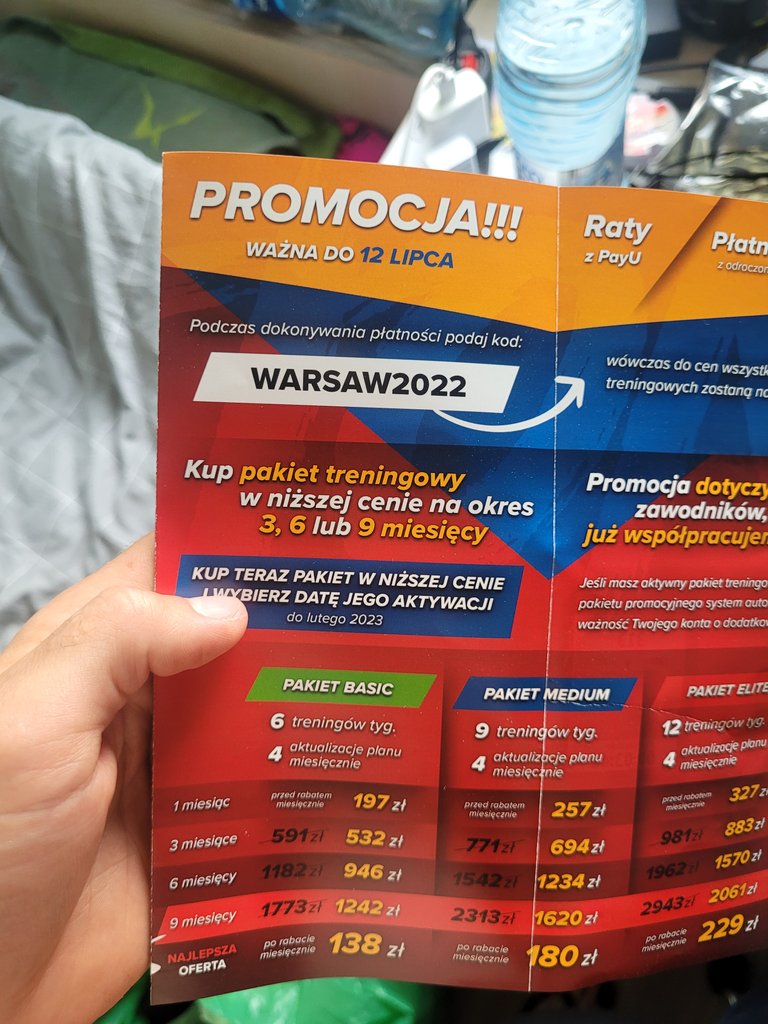 PROMOCJA!!!
WAŻNA DO 12 LIPCA
Raty
z PayU
Podczas dokonywania płatności podaj kod:
WARSAW2022
wówczas do cen
treningowych zostaną
Kup pakiet treningowy
w niższej cenie na okres
3, 6 lub 9 miesięcy
Promocja dotyczy
zawodników,
już
KUP TERAZ PAKIET W NIŻSZEJ CENIE
I WYBIERZ DATĘ JEGO AKTYWACJI
do lutego 2023
Jeśli masz aktywny pakiet
pakietu promocyjnego system
ważność Twojego konta o
PAKIET BASIC
6 treningów tyg.
4 aktualizacje planu
miesięcznie
PAKIET MEDIUM
9 treningów tyg.
4 aktualizacje planu
miesięcznie
PAKIET ELITE
12 treningów tyg.
4 aktualizacje planu
miesięcznie
1 miesiąc przed rabatem miesięcznie 197 zł przed rabatem miesięcznie 257 zł przed rabatem miesięcznie 327 zł
3 miesiące 591 zł 532 zł 771 zł 694 zł 981 zł 883 zł
6 miesięcy 1182 zł 946 zł 1542 zł 1234 zł 1962 zł 1570 zł
9 miesięcy 1773 zł 1242 zł 2313 zł 1620 zł 2943 zł 2061 zł
NAJLEPSZA
OFERTA
po rabacie miesięcznie 138 zł po rabacie miesięcznie 180 zł po rabacie miesięcznie 229 zł